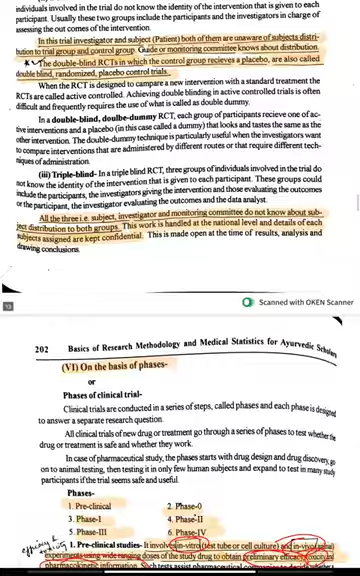 individuals involved in the trial do not know the identity of the intervention that is given to each
participant. Usually these two groups include the participants and the investigators in charge of
assessing the out comes of the intervention.
In this trial investigator and subject (Patient) both of them are unaware of subjects distri-
bution to trial group and control group. Guide or monitoring committee knows about distribution.
The double-blind RCTs in which the control group recieves a placebo, are also called
double blind, randomized, placebo control trials.
When the RCT is designed to campare a new intervention with a standard treatment the
RCTs are called active controlled. Achieving double blinding in active controlled trials is often
difficult and frequently requires the use of what is called as double dummy.
In a double-blind, doulbe-dummy RCT, each group of participants recieve one of ac-
tive interventions and a placebo (in this case called a dummy) that looks and tastes the same as the
other intervention. The double-dummy technique is particularly useful when the investigators want
to compare interventions that are administered by different routes or that require different tech-
niques of administration.
(iii) Triple-blind- In a triple blind RCT, three groups of individuals involved in the trial do
not know the identity of the intervention that is given to each participant. These groups could
include the participants, the investigators giving the intervention and those evaluating the outcomes
or the participant, the investigator evaluating the outcomes and the data analyst.
All the three i.e. subject, investigator and monitoring committee do not know about sub-
ject distribution to both groups. This work is handled at the national level and details of each
subjects assigned are kept confidential. This is made open at the time of results, analysis and
drawing conclusions.
13
Scanned with OKEN Scanner
202 Basics of Research Methodology and Medical Statistics for Ayurvedic Scholars
(VI) On the basis of phases-
or
Phases of clinical trial-
Clinical trials are conducted in a series of steps, called phases and each phase is designed
to answer a separate research question.
All clinical trials of new drug or treatment go through a series of phases to test whether the
drug or treatment is safe and whether they work.
In case of pharmaceutical study, the phases starts with drug design and drug discovery, go
on to animal testing, then testing it in only few human subjects and expand to test in many study
participants if the trial seems safe and useful.
Phases-
1. Pre-clinical 2. Phase-0
3. Phase-I 4. Phase-II
5. Phase-III 6. Phase-IV
efficacy &
1. Pre-clinical studies- It involves in-vitro (test tube or cell culture) and in-vivo (animal)
experiments using wide ranging doses of the study drug to obtain preliminary efficacy, toxicity and
pharmacokinetic information. Such tests assist pharmaceutical companies to decide whether a